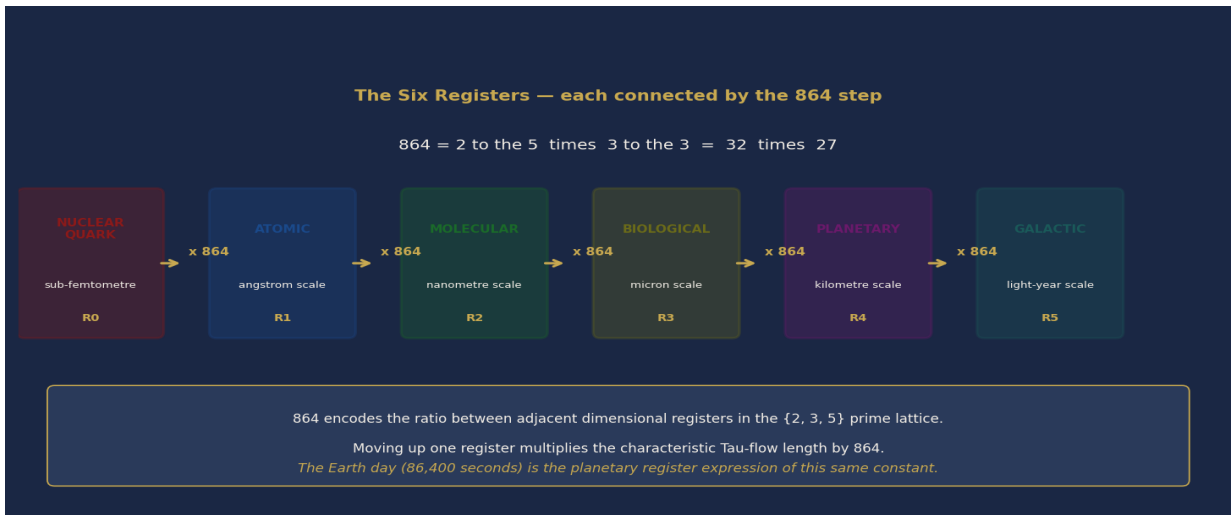 The Six Registers — each connected by the 864 step
864 = 2 to the 5  times  3 to the 3  =  32  times  27
NUCLEAR
QUARK
sub-femtometre
R0
x 864
ATOMIC
angstrom scale
R1
x 864
MOLECULAR
nanometre scale
R2
x 864
BIOLOGICAL
micron scale
R3
x 864
PLANETARY
kilometre scale
R4
x 864
GALACTIC
light-year scale
R5
864 encodes the ratio between adjacent dimensional registers in the {2, 3, 5} prime lattice.
Moving up one register multiplies the characteristic Tau-flow length by 864.
The Earth day (86,400 seconds) is the planetary register expression of this same constant.